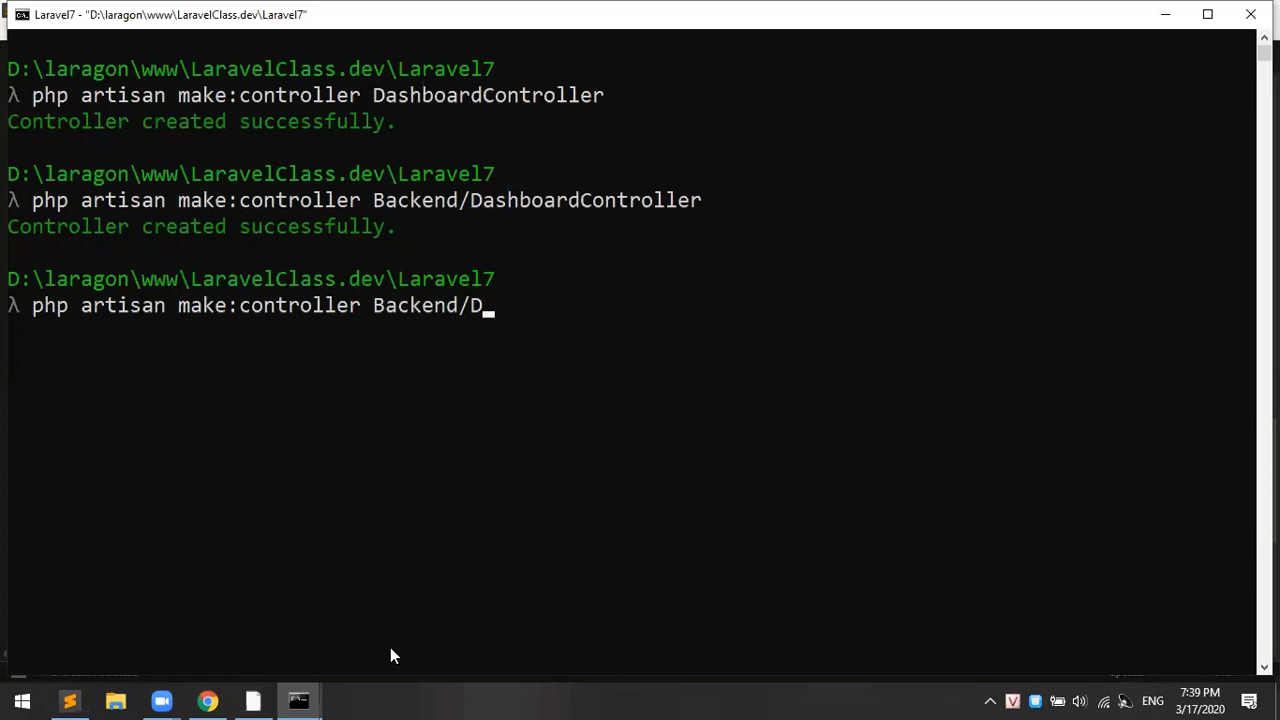 Laravel7 - "D:\laragon\www\LaravelClass.dev\Laravel7"
D:\laragon\www\LaravelClass.dev\Laravel7
λ php artisan make:controller DashboardController
Controller created successfully.
D:\laragon\www\LaravelClass.dev\Laravel7
λ php artisan make:controller Backend/DashboardController
Controller created successfully.
D:\laragon\www\LaravelClass.dev\Laravel7
λ php artisan make:controller Backend/D_
ENG
7:39 PM
3/17/2020